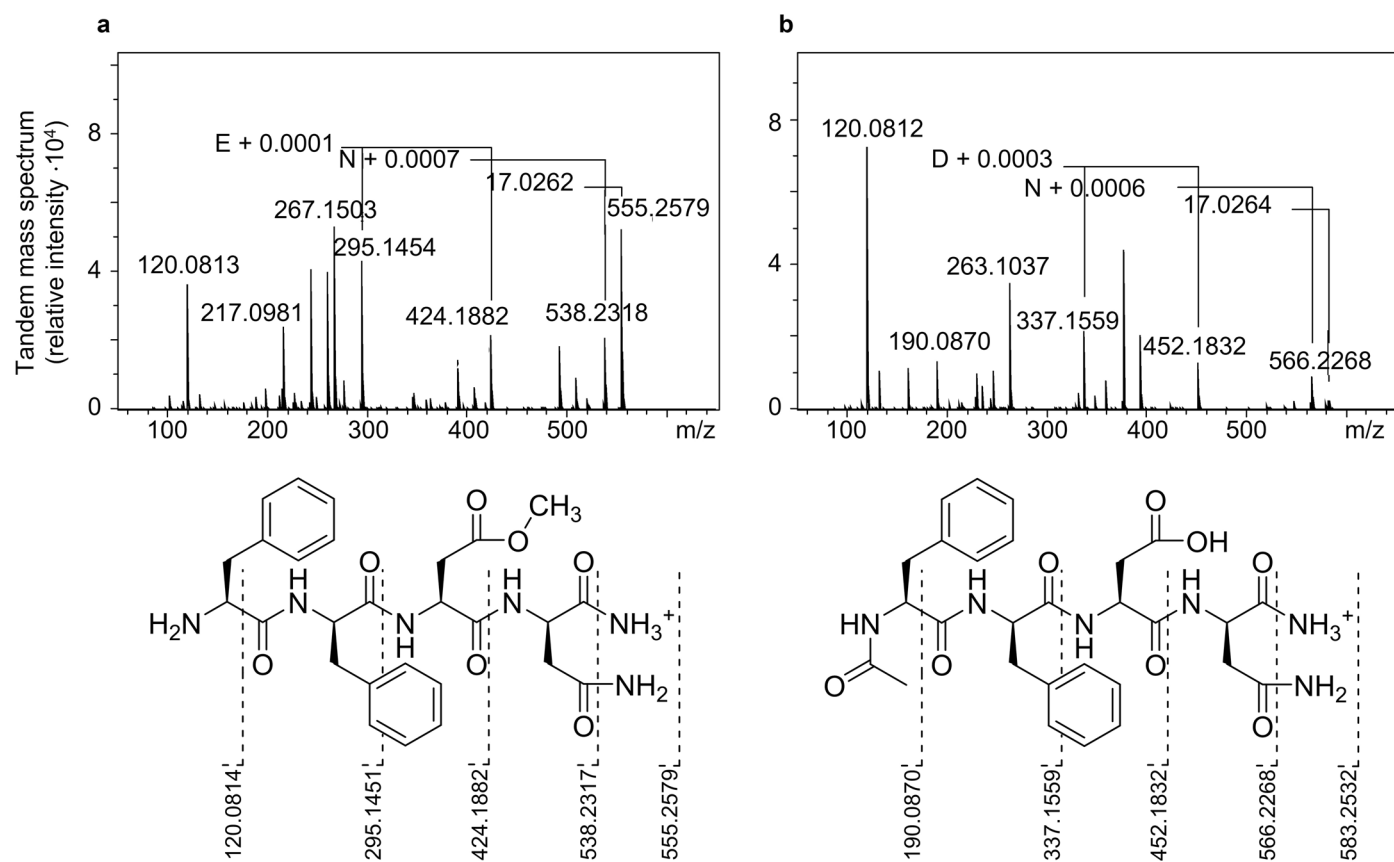 a
b
Tandem mass spectrum
(relative intensity ·10⁴)
8
4
0
E + 0.0001
N + 0.0007
17.0262
555.2579
267.1503
295.1454
120.0813
217.0981
424.1882
538.2318
100
200
300
400
500
m/z
8
4
0
120.0812
D + 0.0003
N + 0.0006
17.0264
263.1037
337.1559
190.0870
452.1832
566.2268
100
200
300
400
500
m/z
O
CH₃
O
O
H
N
O
H
N
O
H₂N
O
N
H
O
NH₃⁺
NH₂
O
120.0814
295.1451
424.1882
538.2317
555.2579
O
OH
O
H
N
O
H
N
HN
O
N
H
O
NH₃⁺
O
NH₂
O
190.0870
337.1559
452.1832
566.2268
583.2532